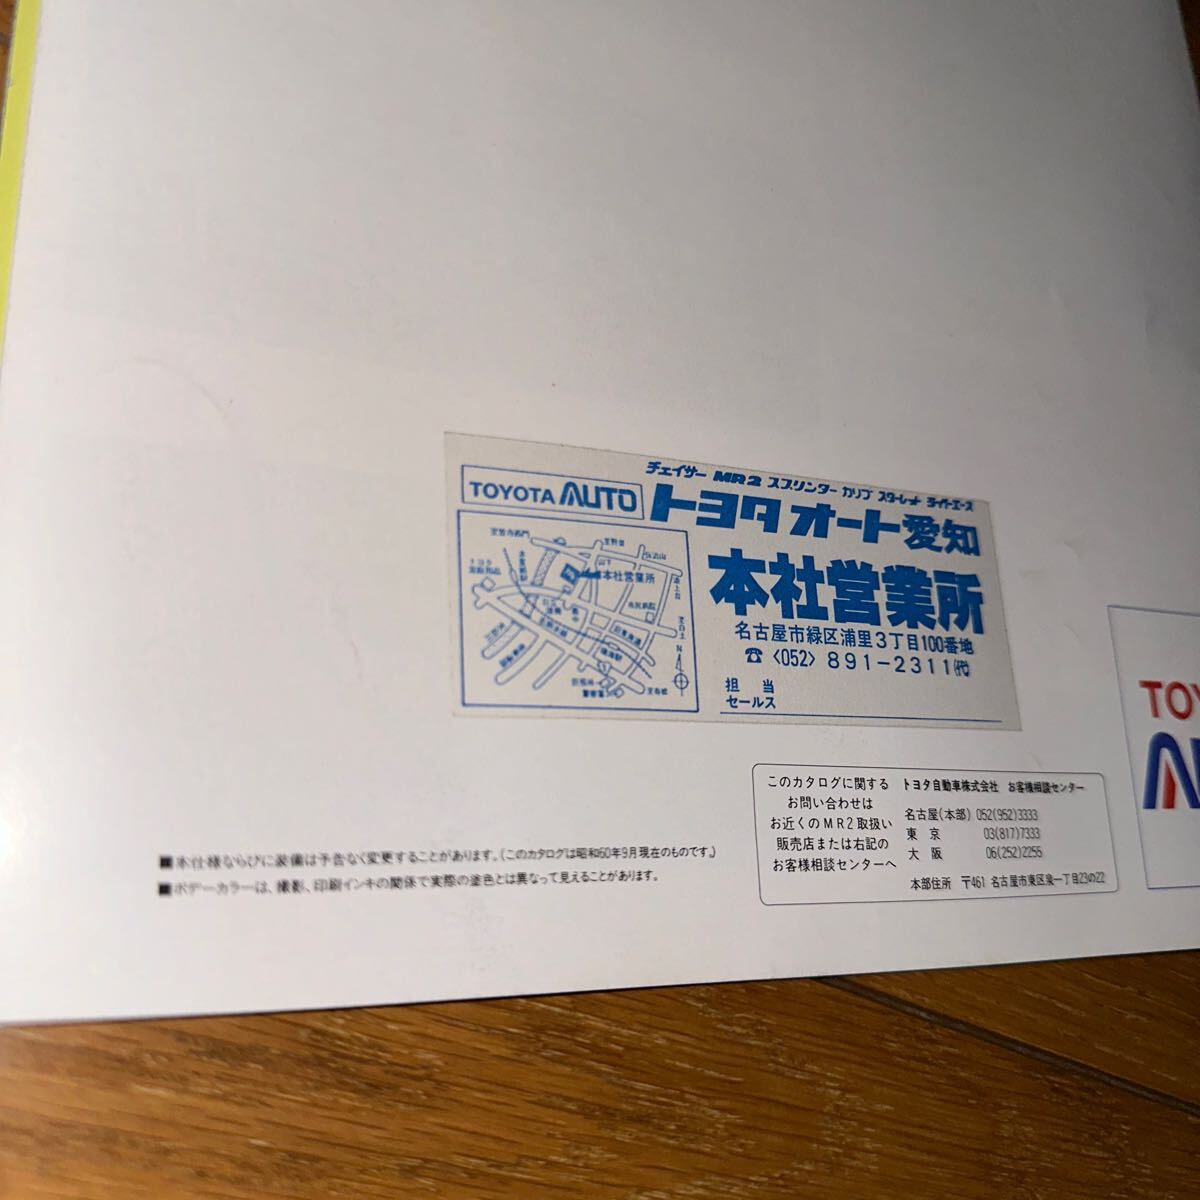 チェイサー MR2 スプリンター カリブ スターレット ライトエース
TOYOTA AUTO
トヨタオート愛知
本社営業所
名古屋市緑区浦里3丁目100番地
☎〈052〉891-2311(代)
担当
セールス
本社営業所
市民病院
N
このカタログに関する
お問い合わせは
お近くのMR2取扱い
販売店または右記の
お客様相談センターへ
トヨタ自動車株式会社 お客様相談センター
名古屋(本部) 052(952)3333
東京 03(817)7333
大阪 06(252)2255
本部住所 〒461 名古屋市東区泉一丁目23の22
■本仕様ならびに装備は予告なく変更することがあります。(このカタログは昭和60年9月現在のものです。)
■ボデーカラーは、撮影、印刷インキの関係で実際の塗色とは異なって見えることがあります。